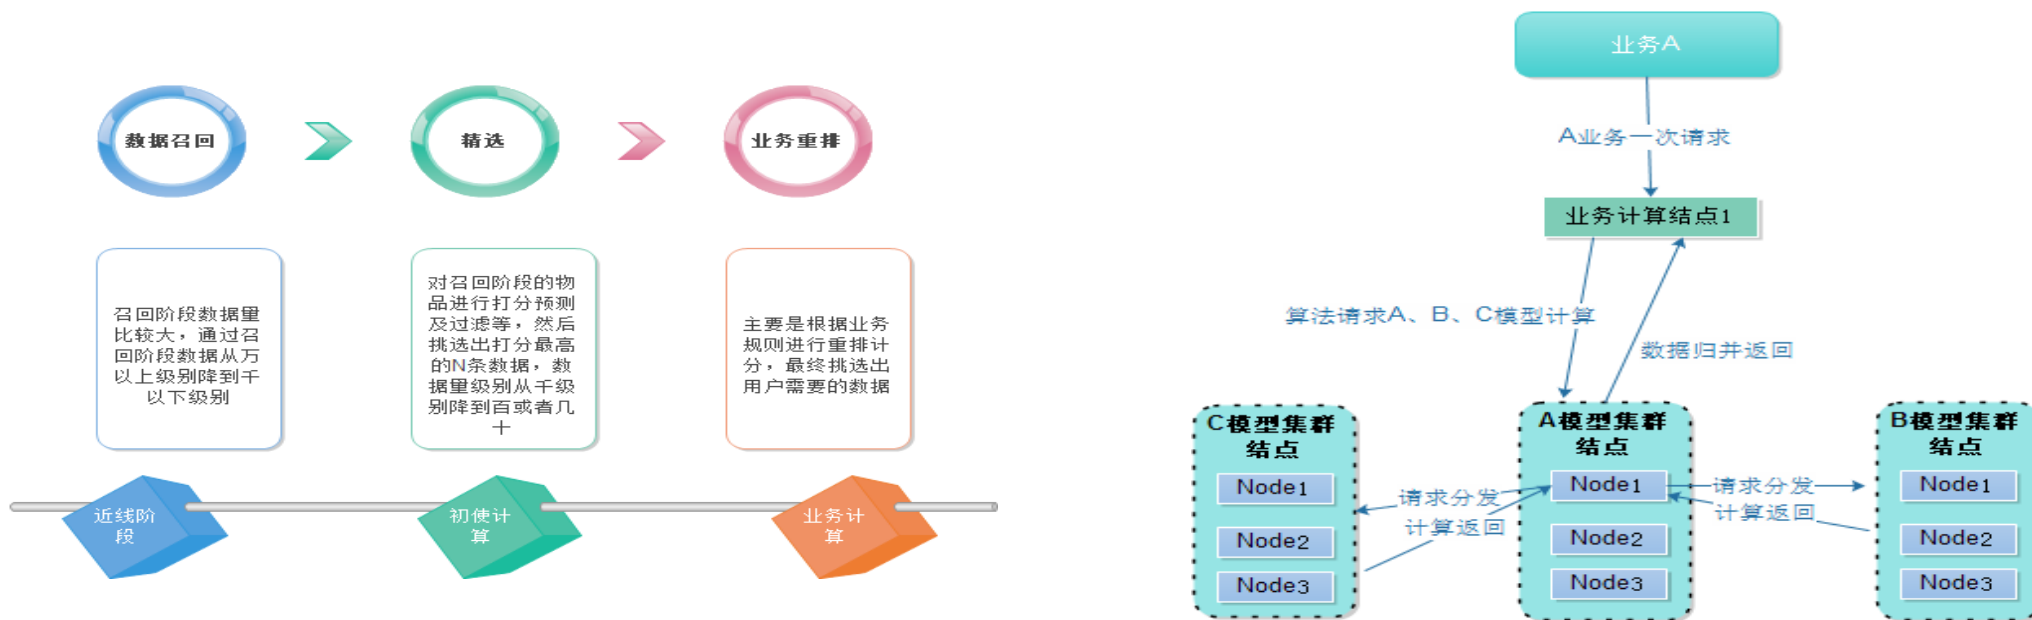 数据召回
精选
业务重排
召回阶段数据量
比较大，通过召
回阶段数据从万
以上级别降到千
以下级别
对召回阶段的物
品进行打分预测
及过滤等，然后
挑选出打分最高
的N条数据，数
据量级别从千级
别降到百或者几
十
主要是根据业务
规则进行重排计
分，最终挑选出
用户需要的数据
近线阶
段
初使计
算
业务计
算
业务A
A业务一次请求
业务计算结点1
算法请求A、B、C模型计算
数据归并返回
C模型集群
结点
Node1
Node2
Node3
请求分发
计算返回
A模型集群
结点
Node1
Node2
Node3
请求分发
计算返回
B模型集群
结点
Node1
Node2
Node3